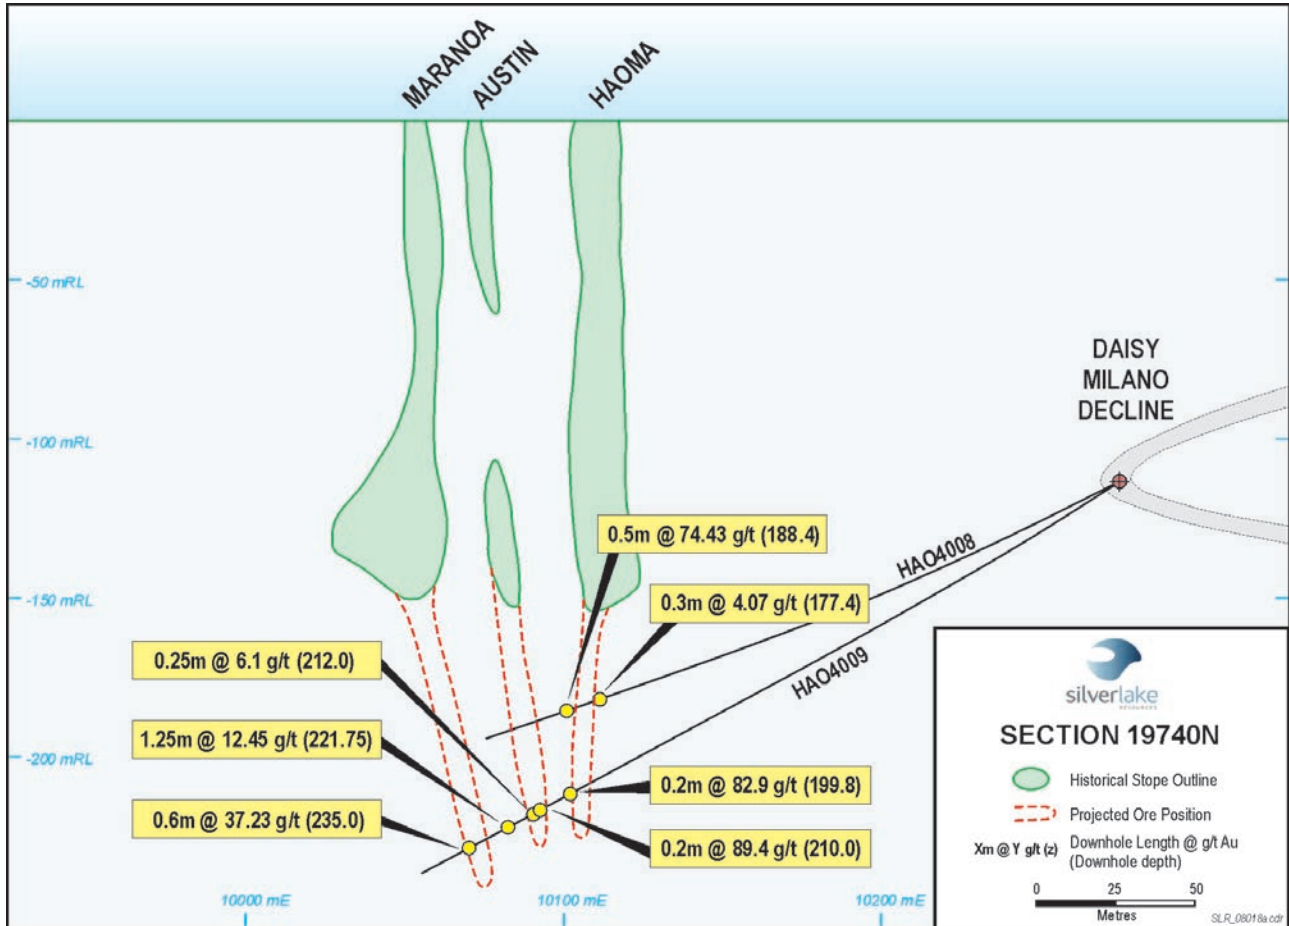 MARANOA
AUSTIN
HAOMA
-50 mRL
DAISY
MILANO
DECLINE
-100 mRL
0.5m @ 74.43 g/t (188.4)
HAO4008
-150 mRL
0.3m @ 4.07 g/t (177.4)
0.25m @ 6.1 g/t (212.0)
HAO4009
1.25m @ 12.45 g/t (221.75)
-200 mRL
0.2m @ 82.9 g/t (199.8)
0.6m @ 37.23 g/t (235.0)
0.2m @ 89.4 g/t (210.0)
10000 mE
10100 mE
10200 mE
silverlake
RESOURCES
SECTION 19740N
Historical Stope Outline
Projected Ore Position
Xm @ Y g/t (z) Downhole Length @ g/t Au
(Downhole depth)
0 25 50
Metres
SLR_08018a.cdr